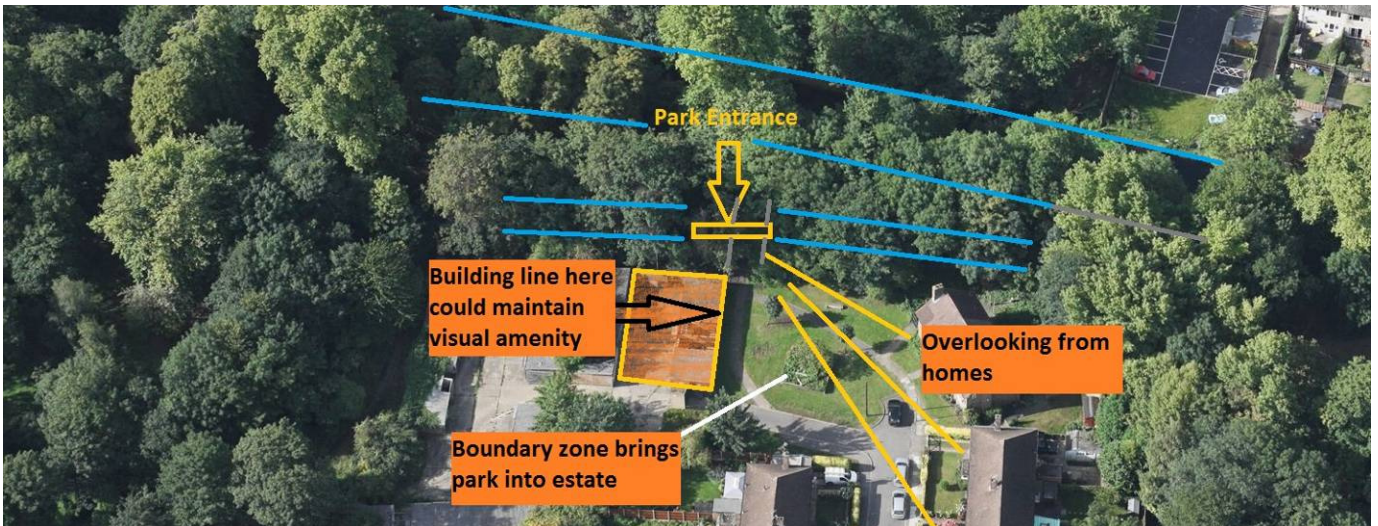 Park Entrance
Building line here
could maintain
visual amenity
Overlooking from
homes
Boundary zone brings
park into estate